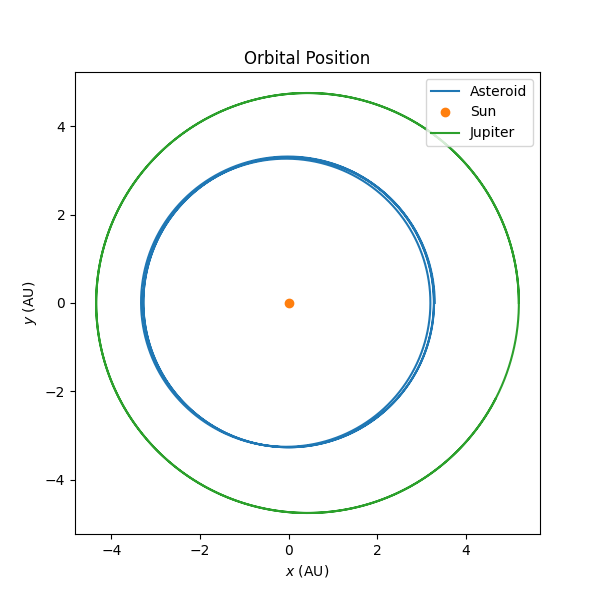 Orbital Position
Asteroid
Sun
Jupiter
4
2
0
−2
−4
y (AU)
−4 −2 0 2 4
x (AU)